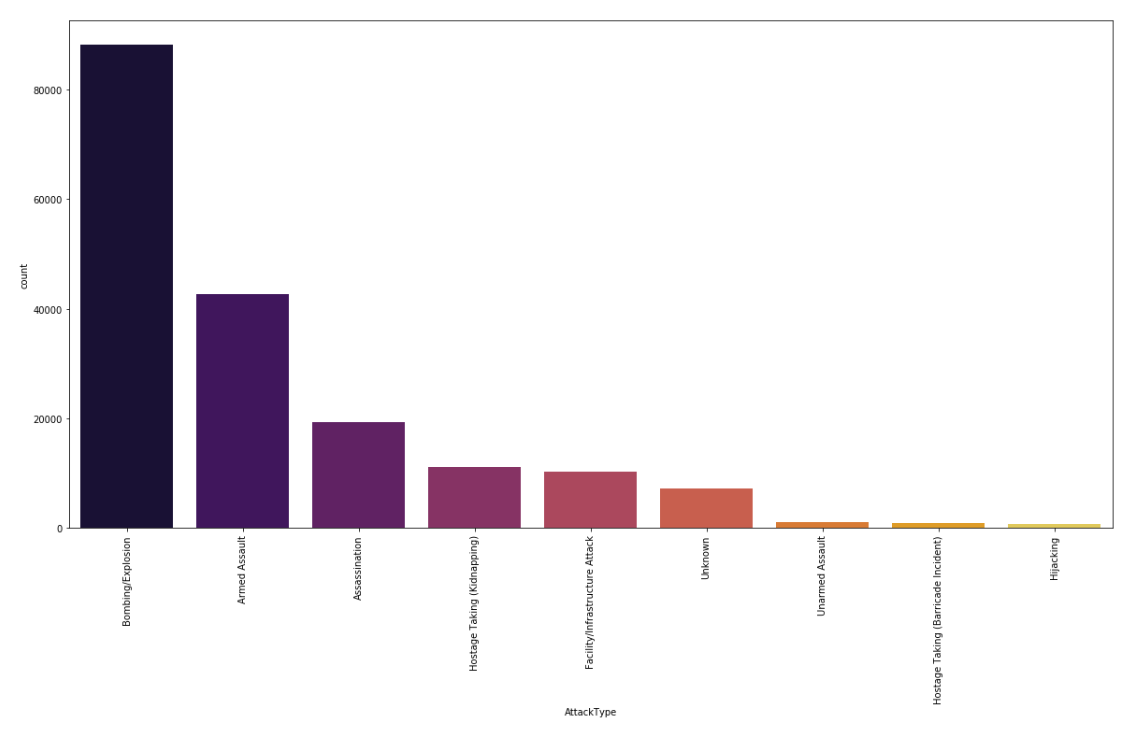 80000
60000
40000
20000
0
count
Bombing/Explosion
Armed Assault
Assassination
Hostage Taking (Kidnapping)
Facility/Infrastructure Attack
Unknown
Unarmed Assault
Hostage Taking (Barricade Incident)
Hijacking
AttackType